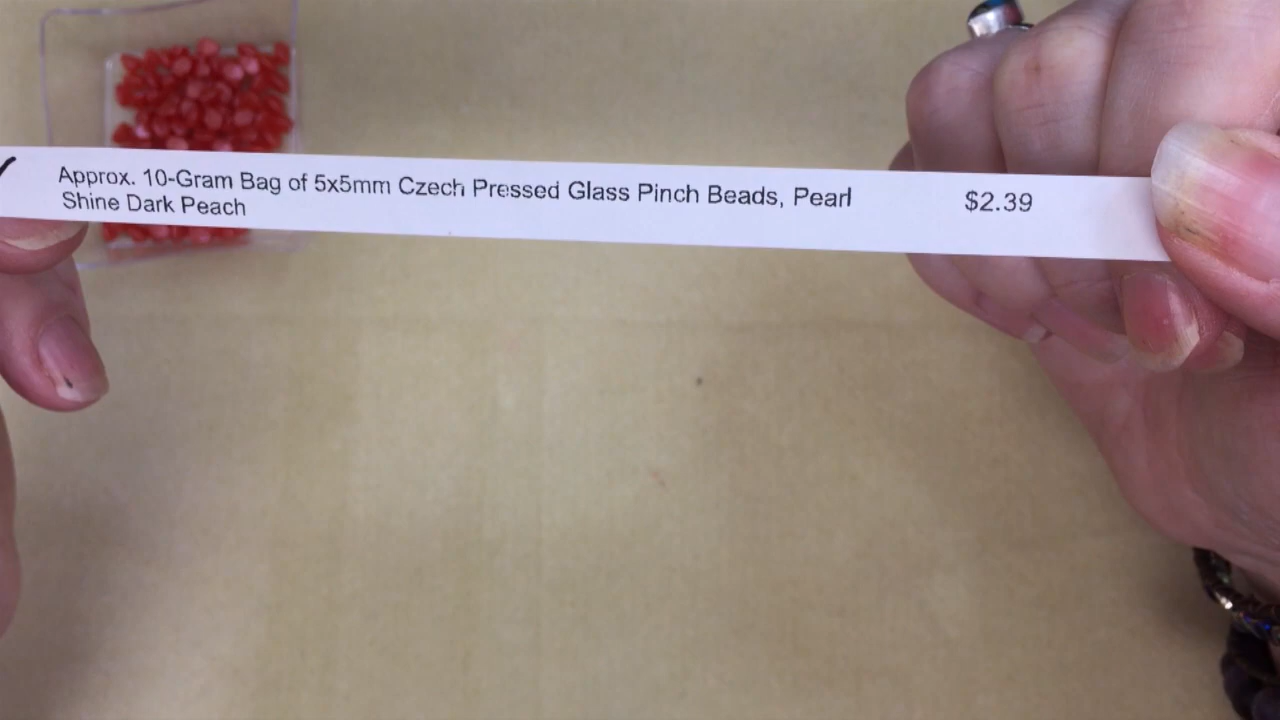 Approx. 10-Gram Bag of 5x5mm Czech Pressed Glass Pinch Beads, Pearl $2.39
Shine Dark Peach